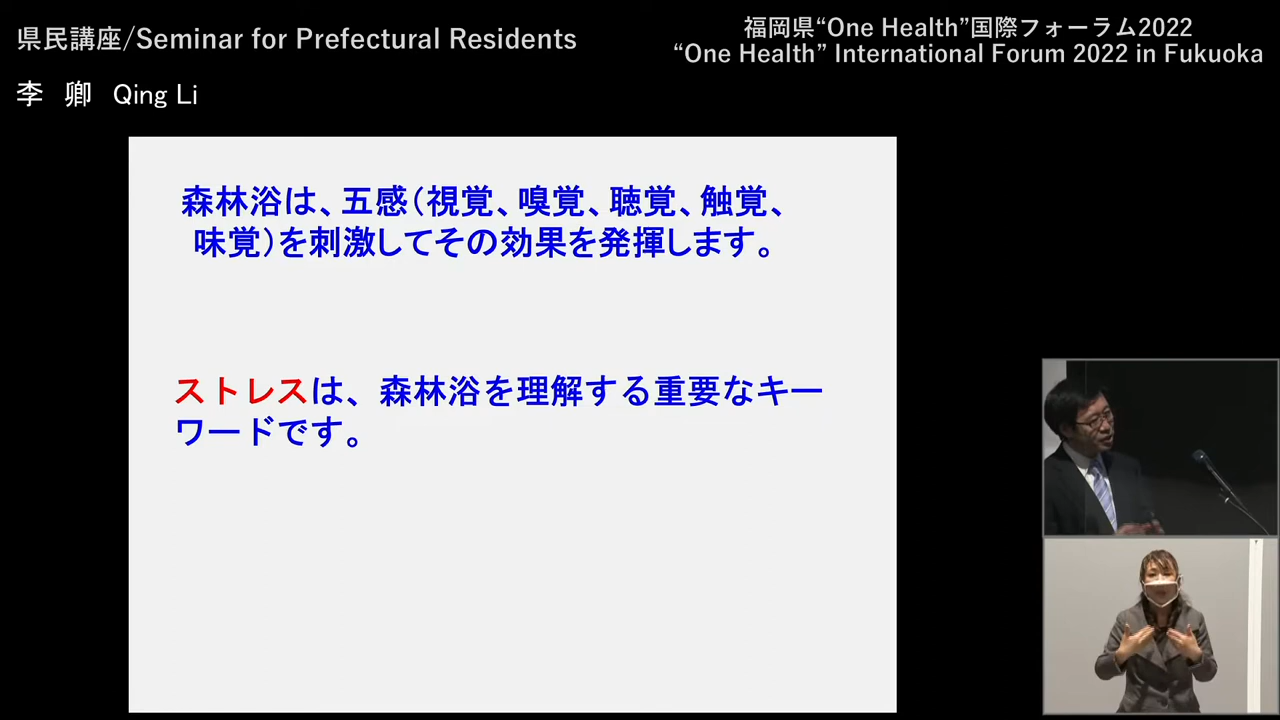 県民講座/Seminar for Prefectural Residents
福岡県“One Health”国際フォーラム2022
“One Health” International Forum 2022 in Fukuoka
李　卿　Qing Li
森林浴は、五感(視覚、嗅覚、聴覚、触覚、
味覚)を刺激してその効果を発揮します。
ストレスは、森林浴を理解する重要なキー
ワードです。